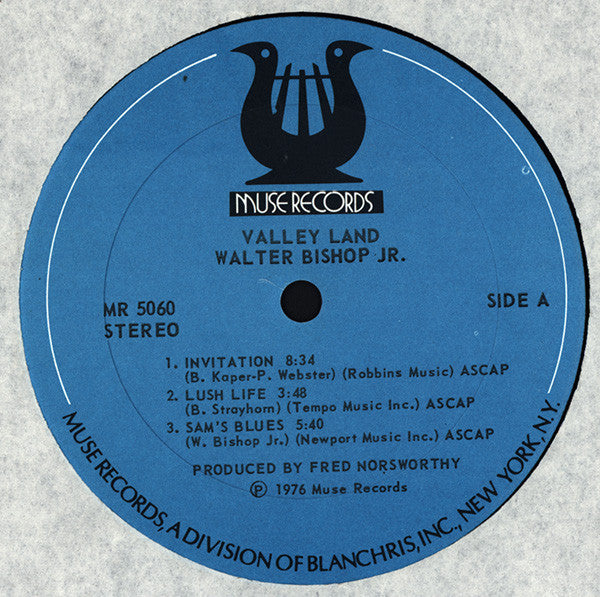 MUSE RECORDS
VALLEY LAND
WALTER BISHOP JR.
MR 5060
STEREO
SIDE A
1. INVITATION 8:34
(B. Kaper-P. Webster) (Robbins Music) ASCAP
2. LUSH LIFE 3:48
(B. Strayhorn) (Tempo Music Inc.) ASCAP
3. SAM'S BLUES 5:40
(W. Bishop Jr.) (Newport Music Inc.) ASCAP
PRODUCED BY FRED NORSWORTHY
℗ 1976 Muse Records
MUSE RECORDS, A DIVISION OF BLANCHRIS, INC., NEW YORK, N.Y.